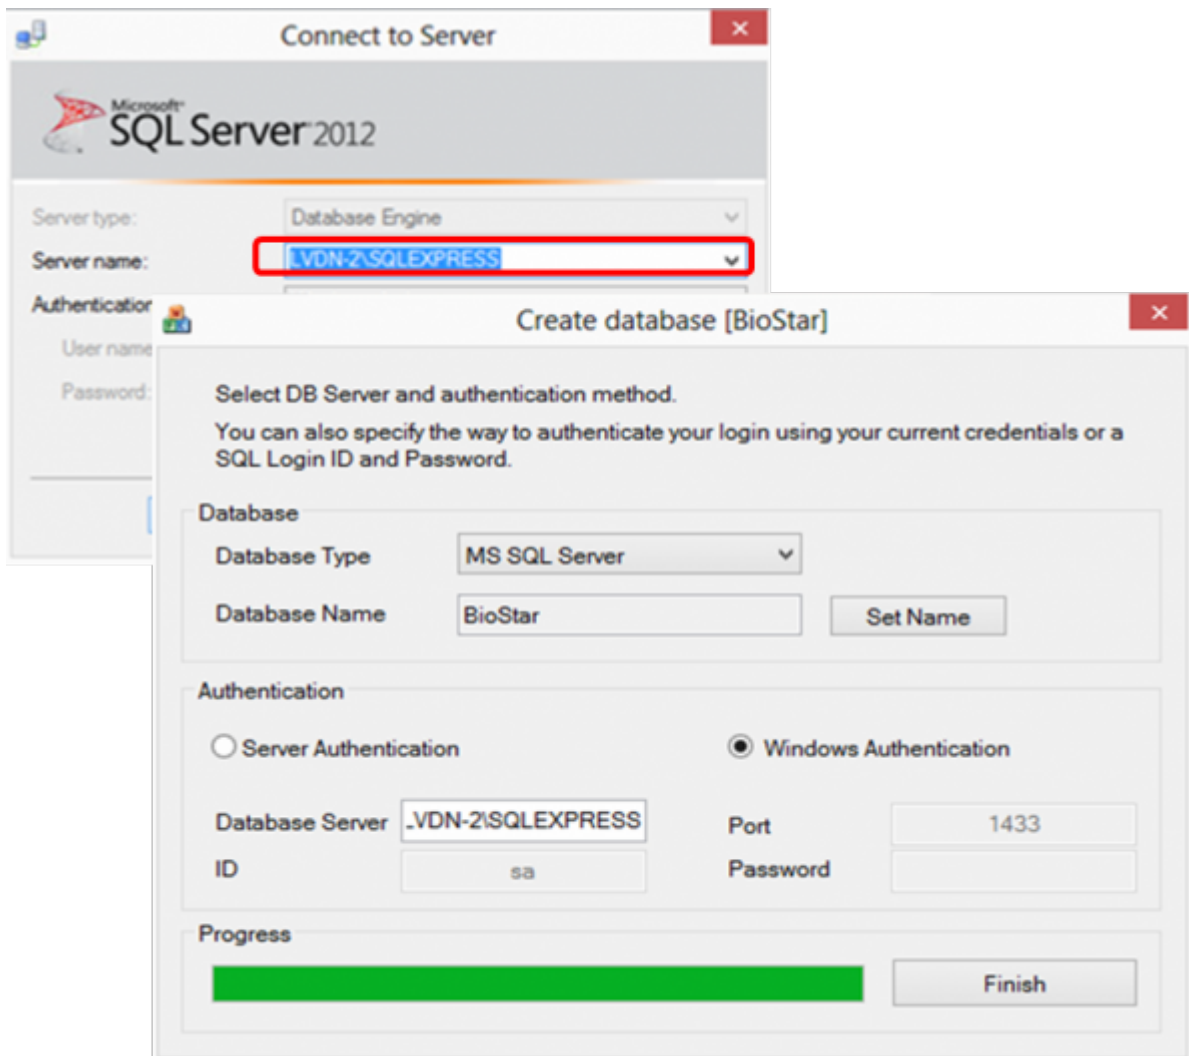 Connect to Server
Microsoft
SQL Server 2012
Server type:
Database Engine
Server name:
LVDN-2\SQLEXPRESS
Authentication
User name
Password:
Create database [BioStar]
Select DB Server and authentication method.
You can also specify the way to authenticate your login using your current credentials or a
SQL Login ID and Password.
Database
Database Type
MS SQL Server
Database Name
BioStar
Set Name
Authentication
Server Authentication
Windows Authentication
Database Server
VDN-2\SQLEXPRESS
Port
1433
ID
sa
Password
Progress
Finish